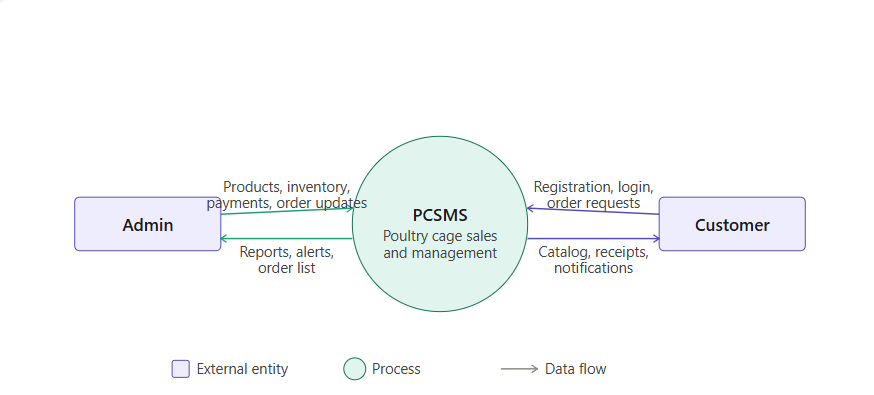 Products, inventory,
payments, order updates
Registration, login,
order requests
Admin
PCSMS
Poultry cage sales
and management
Customer
Reports, alerts,
order list
Catalog, receipts,
notifications
External entity
Process
Data flow